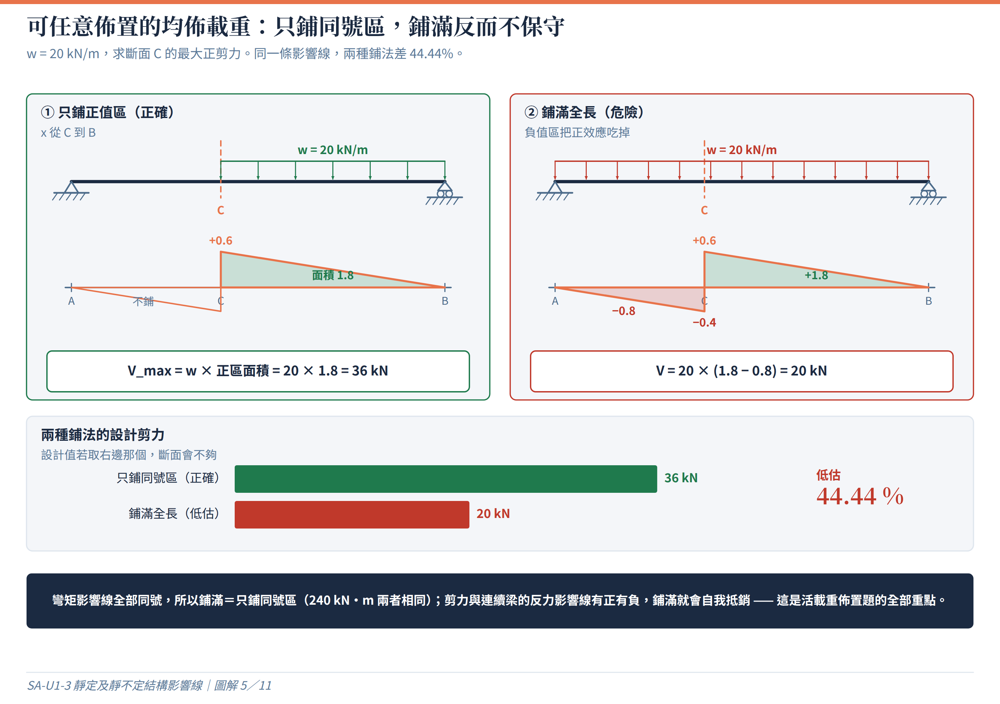 可任意佈置的均佈載重：只鋪同號區，鋪滿反而不保守
w = 20 kN/m，求斷面 C 的最大正剪力。同一條影響線，兩種鋪法差 44.44%。
① 只鋪正值區（正確）
x 從 C 到 B
w = 20 kN/m
C
+0.6
面積 1.8
A
不鋪
C
B
V_max = w × 正區面積 = 20 × 1.8 = 36 kN
② 鋪滿全長（危險）
負值區把正效應吃掉
w = 20 kN/m
C
+0.6
+1.8
A
C
B
−0.8
−0.4
V = 20 × (1.8 − 0.8) = 20 kN
兩種鋪法的設計剪力
設計值若取右邊那個，斷面會不夠
只鋪同號區（正確）
36 kN
鋪滿全長（低估）
20 kN
低估
44.44 %
彎矩影響線全部同號，所以鋪滿＝只鋪同號區（240 kN·m 兩者相同）；剪力與連續梁的反力影響線有正有負，鋪滿就會自我抵銷 —— 這是活載重佈置題的全部重點。
SA-U1-3 靜定及靜不定結構影響線｜圖解 5／11